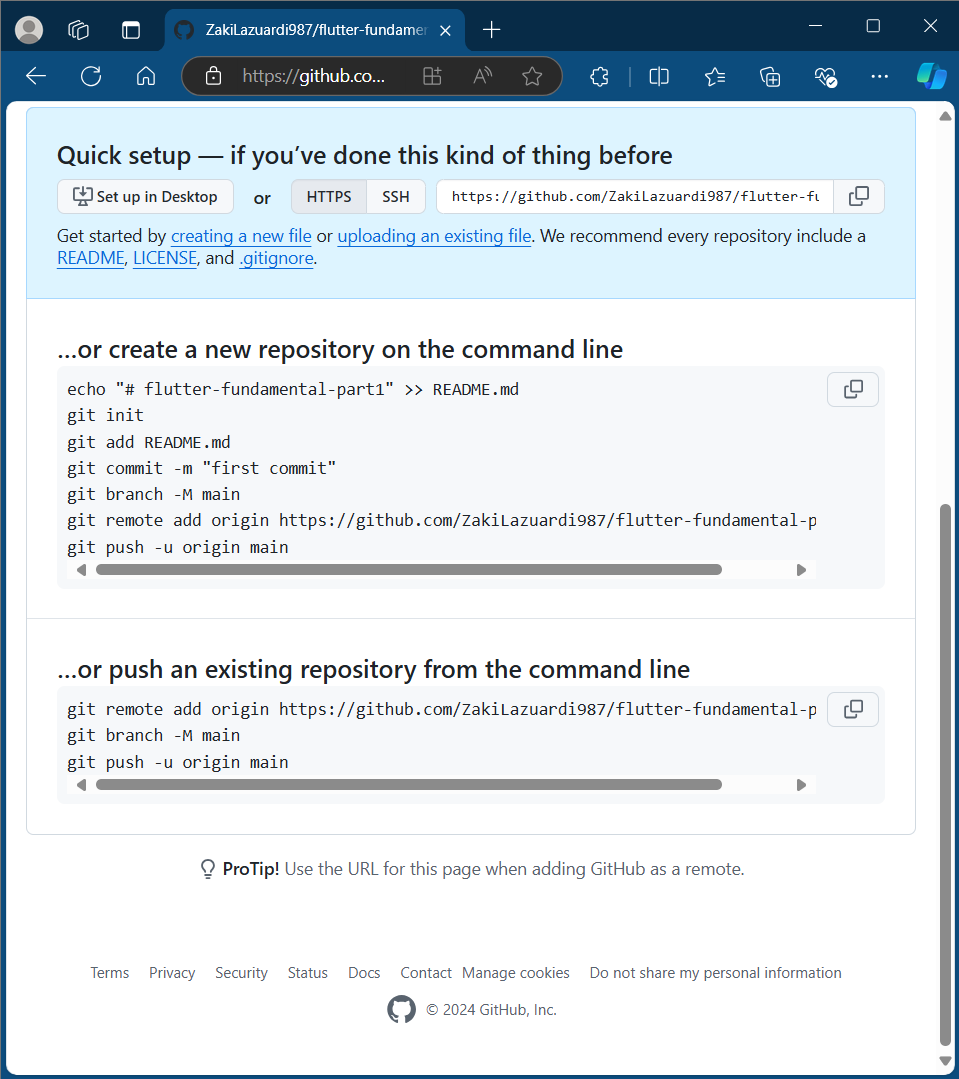 ZakiLazuardi987/flutter-fundamer
https://github.co...
Quick setup — if you’ve done this kind of thing before
Set up in Desktop or HTTPS SSH https://github.com/ZakiLazuardi987/flutter-fu
Get started by creating a new file or uploading an existing file. We recommend every repository include a
README, LICENSE, and .gitignore.
...or create a new repository on the command line
echo "# flutter-fundamental-part1" >> README.md
git init
git add README.md
git commit -m "first commit"
git branch -M main
git remote add origin https://github.com/ZakiLazuardi987/flutter-fundamental-p
git push -u origin main
...or push an existing repository from the command line
git remote add origin https://github.com/ZakiLazuardi987/flutter-fundamental-p
git branch -M main
git push -u origin main
ProTip! Use the URL for this page when adding GitHub as a remote.
Terms Privacy Security Status Docs Contact Manage cookies Do not share my personal information
© 2024 GitHub, Inc.